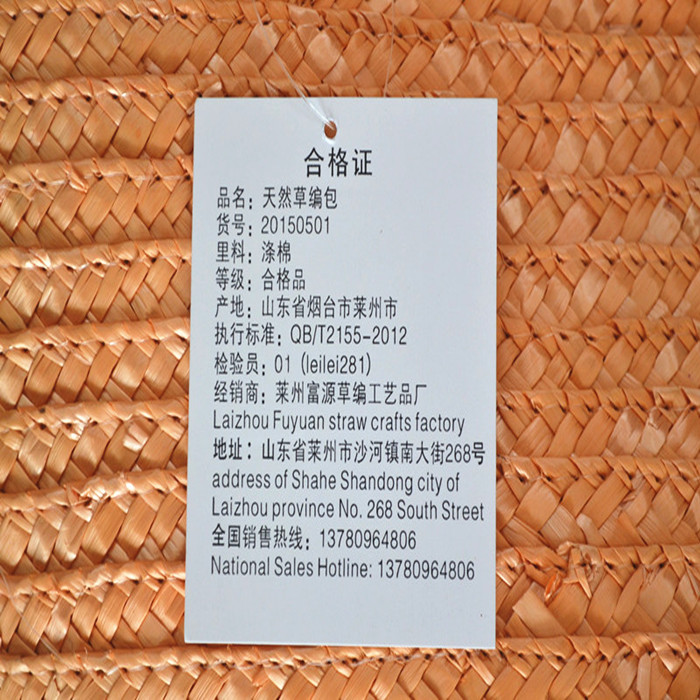 合格证
品名：天然草编包
货号：20150501
里料：涤棉
等级：合格品
产地：山东省烟台市莱州市
执行标准：QB/T2155-2012
检验员：01 (leilei281)
经销商：莱州富源草编工艺品厂
Laizhou Fuyuan straw crafts factory
地址：山东省莱州市沙河镇南大街268号
address of Shahe Shandong city of
Laizhou province No. 268 South Street
全国销售热线：13780964806
National Sales Hotline: 13780964806